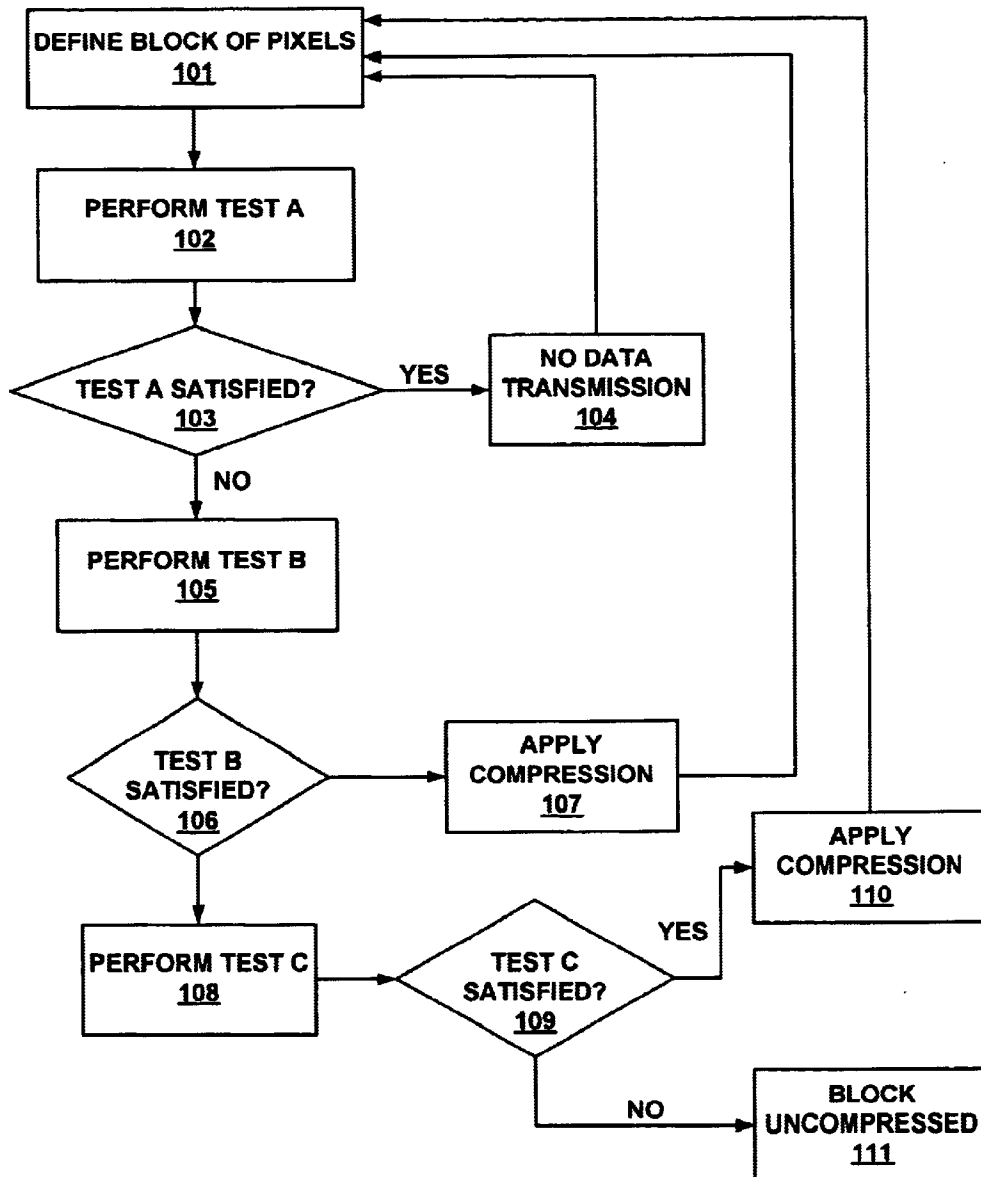 DEFINE BLOCK OF PIXELS
101
PERFORM TEST A
102
TEST A SATISFIED?
103
YES
NO DATA
TRANSMISSION
104
NO
PERFORM TEST B
105
TEST B
SATISFIED?
106
APPLY
COMPRESSION
107
PERFORM TEST C
108
TEST C
SATISFIED?
109
YES
APPLY
COMPRESSION
110
NO
BLOCK
UNCOMPRESSED
111